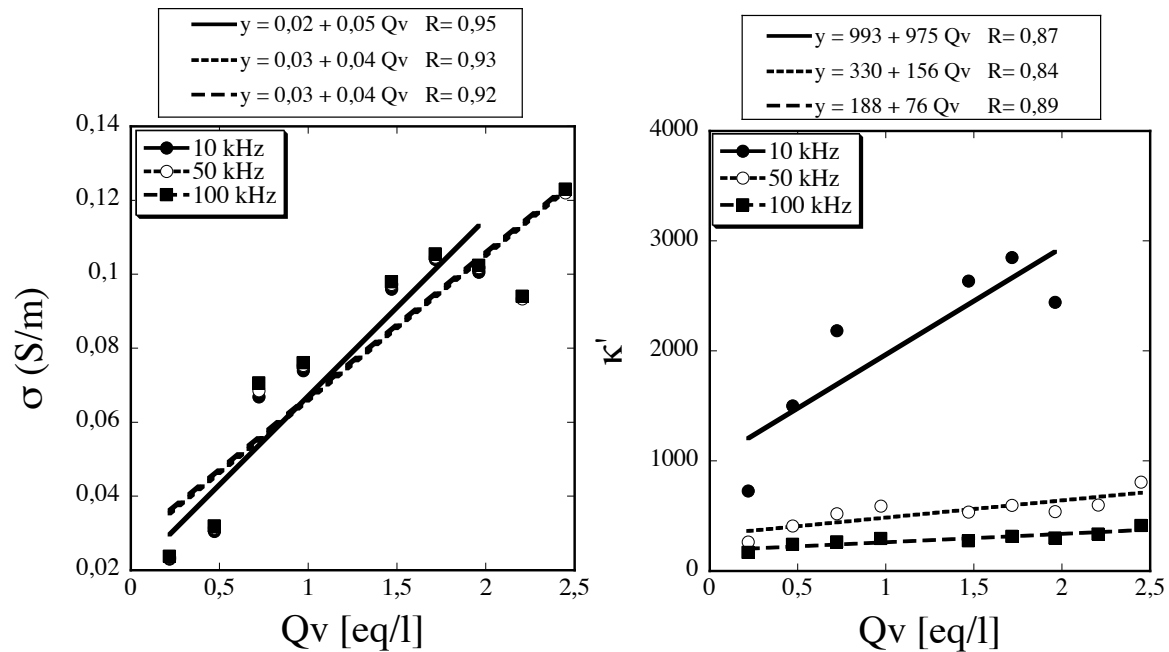 y = 0,02 + 0,05 Qv R= 0,95
y = 0,03 + 0,04 Qv R= 0,93
y = 0,03 + 0,04 Qv R= 0,92
0,14
0,12
0,1
0,08
0,06
0,04
0,02
σ (S/m)
10 kHz
50 kHz
100 kHz
0 0,5 1 1,5 2 2,5
Qv [eq/l]
y = 993 + 975 Qv R= 0,87
y = 330 + 156 Qv R= 0,84
y = 188 + 76 Qv R= 0,89
4000
3000
2000
1000
0
κ'
10 kHz
50 kHz
100 kHz
0 0,5 1 1,5 2 2,5
Qv [eq/l]